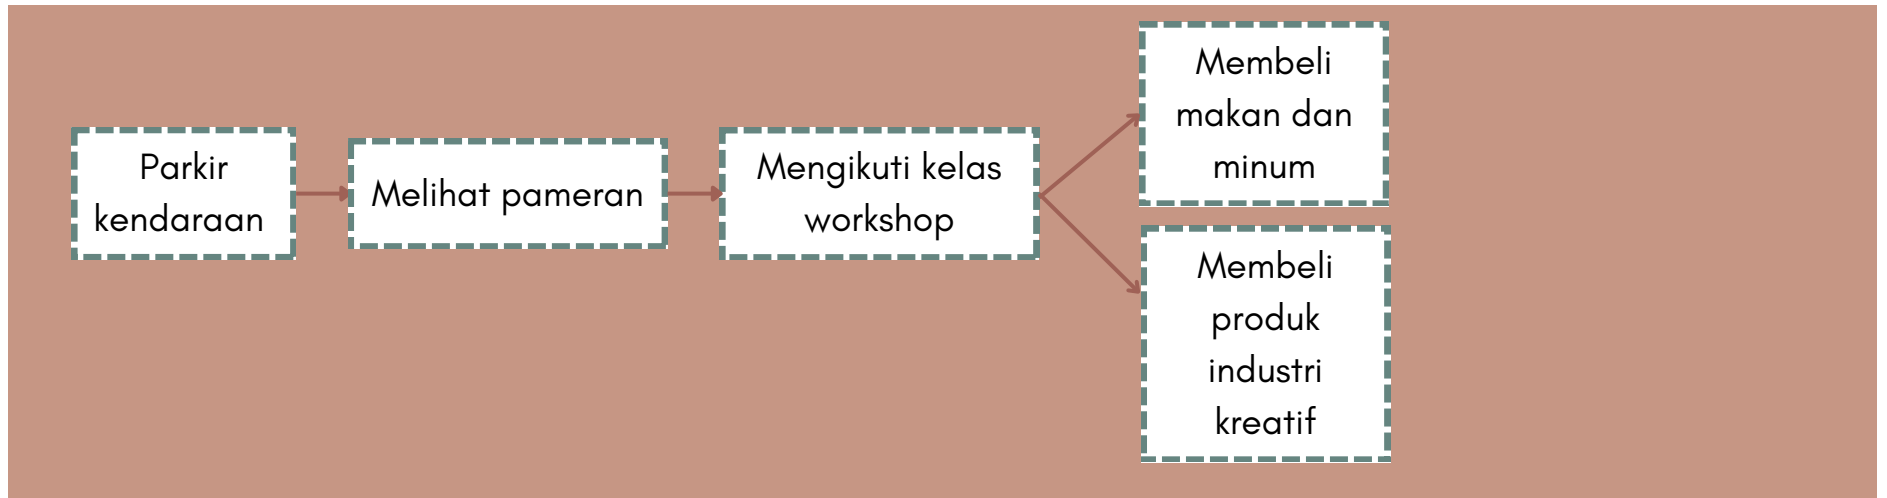 Parkir
kendaraan
Melihat pameran
Mengikuti kelas
workshop
Membeli
makan dan
minum
Membeli
produk
industri
kreatif